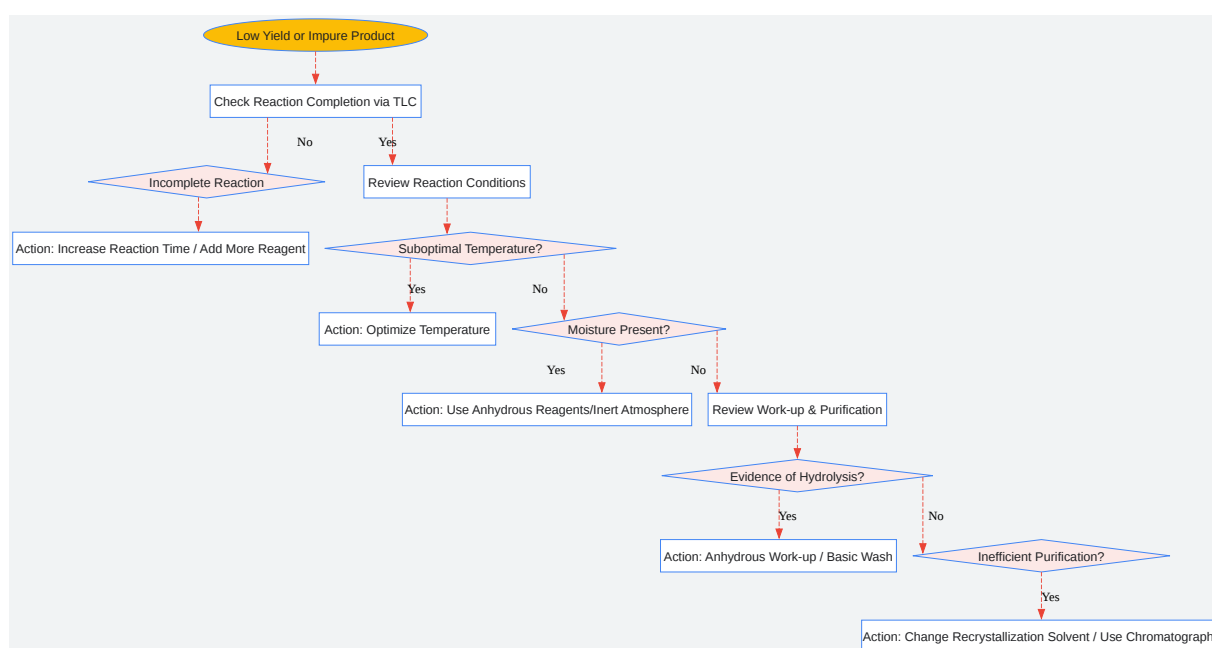 Low Yield or Impure Product
Check Reaction Completion via TLC
No
Yes
Incomplete Reaction
Review Reaction Conditions
Action: Increase Reaction Time / Add More Reagent
Suboptimal Temperature?
Yes
No
Action: Optimize Temperature
Moisture Present?
Yes
No
Action: Use Anhydrous Reagents/Inert Atmosphere
Review Work-up & Purification
Evidence of Hydrolysis?
Yes
No
Action: Anhydrous Work-up / Basic Wash
Inefficient Purification?
Yes
Action: Change Recrystallization Solvent / Use Chromatograph